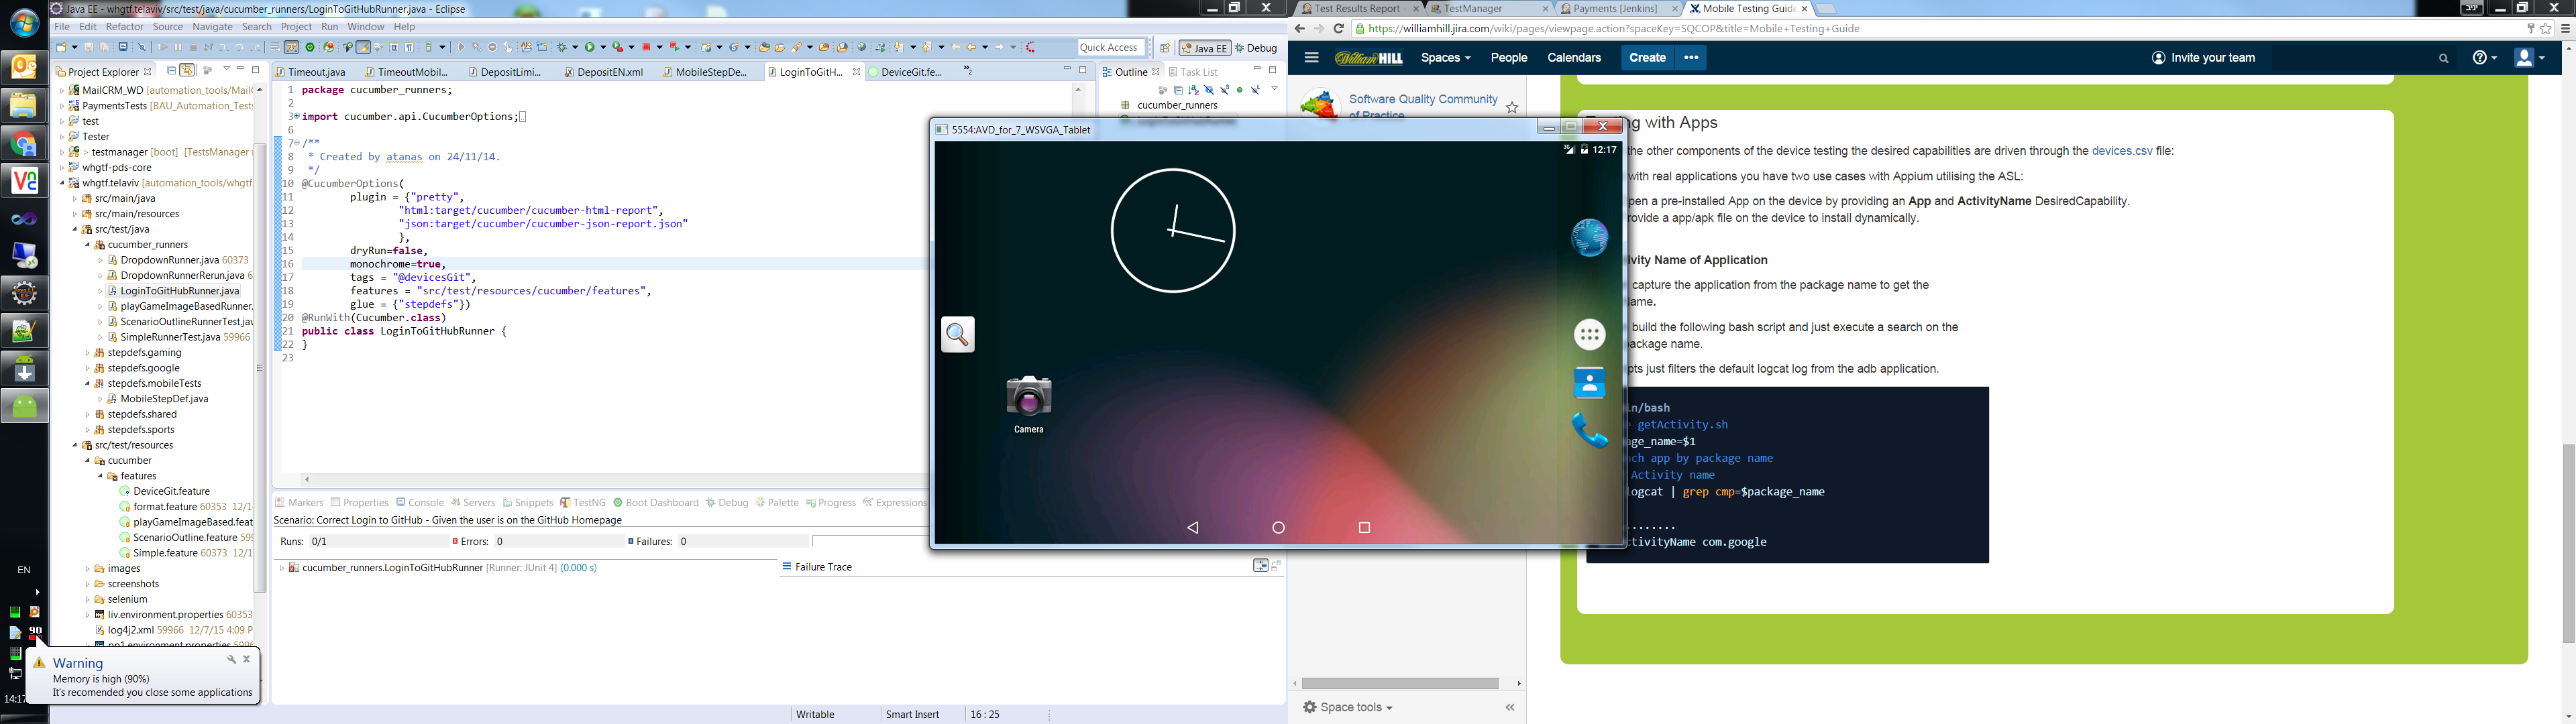 Java EE - whgtf.telaviv/src/test/java/cucumber_runners/LoginToGitHubRunner.java - Eclipse
File Edit Refactor Source Navigate Search Project Run Window Help
Quick Access
Java EE
Debug
Project Explorer
MailCRM_WD [automation_tools/Mail
PaymentsTests [BAU_Automation_Test
test
Tester
> testmanager [boot] [TestsManager
whgtf-pds-core
whgtf.telaviv [automation_tools/whgtf
src/main/java
src/main/resources
src/test/java
cucumber_runners
DropdownRunner.java 60373
DropdownRunnerRerun.java 6
LoginToGitHubRunner.java
playGameImageBasedRunner.
ScenarioOutlineRunnerTest.jav
SimpleRunnerTest.java 59966
stepdefs.gaming
stepdefs.google
stepdefs.mobileTests
MobileStepDef.java
stepdefs.shared
stepdefs.sports
src/test/resources
cucumber
features
DeviceGit.feature
format.feature 60353 12/1
playGameImageBased.feat
ScenarioOutline.feature 59
Simple.feature 60373 12/1
images
screenshots
selenium
liv.environment.properties 60353
log4j2.xml 59966 12/7/15 4:09 P
pp1.environment.properties 5996
EN
90
14:17
Warning
Memory is high (90%)
It's recomended you close some applications
Timeout.java
TimeoutMobil...
DepositLimi...
DepositEN.xml
MobileStepDe...
LoginToGitH...
DeviceGit.fe...
»2
1 package cucumber_runners;
2
3 import cucumber.api.CucumberOptions;
6
7 /**
8 * Created by atanas on 24/11/14.
9 */
10 @CucumberOptions(
11 plugin = {"pretty",
12 "html:target/cucumber/cucumber-html-report",
13 "json:target/cucumber/cucumber-json-report.json"
14 },
15 dryRun=false,
16 monochrome=true,
17 tags = "@devicesGit",
18 features = "src/test/resources/cucumber/features",
19 glue = {"stepdefs"})
20 @RunWith(Cucumber.class)
21 public class LoginToGitHubRunner {
22 }
23
Outline
Task List
cucumber_runners
Markers Properties Console Servers Snippets TestNG Boot Dashboard Debug Palette Progress Expressions
Scenario: Correct Login to GitHub - Given the user is on the GitHub Homepage
Runs: 0/1
Errors: 0
Failures: 0
cucumber_runners.LoginToGitHubRunner [Runner: JUnit 4] (0.000 s)
Failure Trace
Writable
Smart Insert
16 : 25
5554:AVD_for_7_WSVGA_Tablet
3G
12:17
Camera
Test Results Report -
TestManager
Payments [Jenkins]
Mobile Testing Guide
יניב
https://williamhill.jira.com/wiki/pages/viewpage.action?spaceKey=SQCOP&title=Mobile+Testing+Guide
William HILL
Spaces
People
Calendars
Create
•••
Invite your team
Software Quality Community
of Practice
Space tools
with Apps
the other components of the device testing the desired capabilities are driven through the devices.csv file:
with real applications you have two use cases with Appium utilising the ASL:
pen a pre-installed App on the device by providing an App and ActivityName DesiredCapability.
rovide a app/apk file on the device to install dynamically.
ivity Name of Application
capture the application from the package name to get the
ame.
build the following bash script and just execute a search on the
ackage name.
pts just filters the default logcat log from the adb application.
in/bash
getActivity.sh
age_name=$1
nch app by package name
Activity name
logcat | grep cmp=$package_name
.........
ctivityName com.google